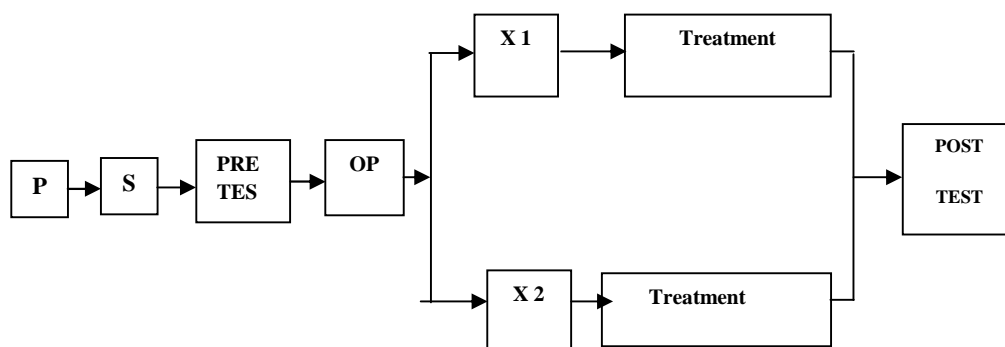 P
S
PRE
TES
OP
X 1
Treatment
X 2
Treatment
POST
TEST